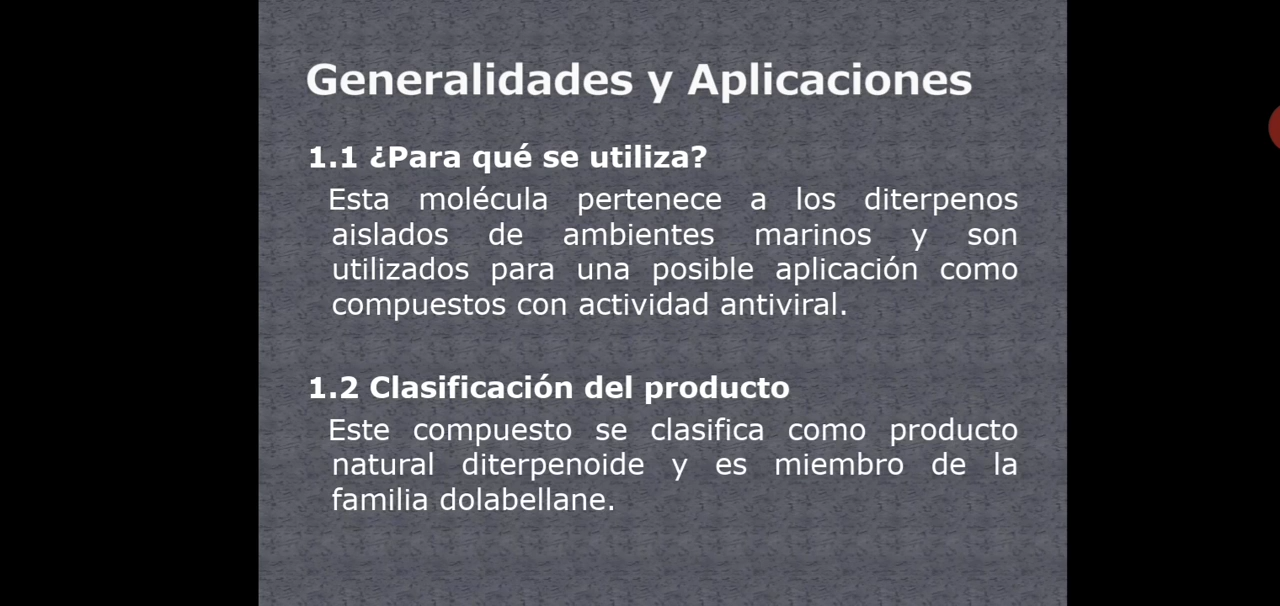 Generalidades y Aplicaciones
1.1 ¿Para qué se utiliza?
Esta molécula pertenece a los diterpenos
aislados de ambientes marinos y son
utilizados para una posible aplicación como
compuestos con actividad antiviral.
1.2 Clasificación del producto
Este compuesto se clasifica como producto
natural diterpenoide y es miembro de la
familia dolabellane.